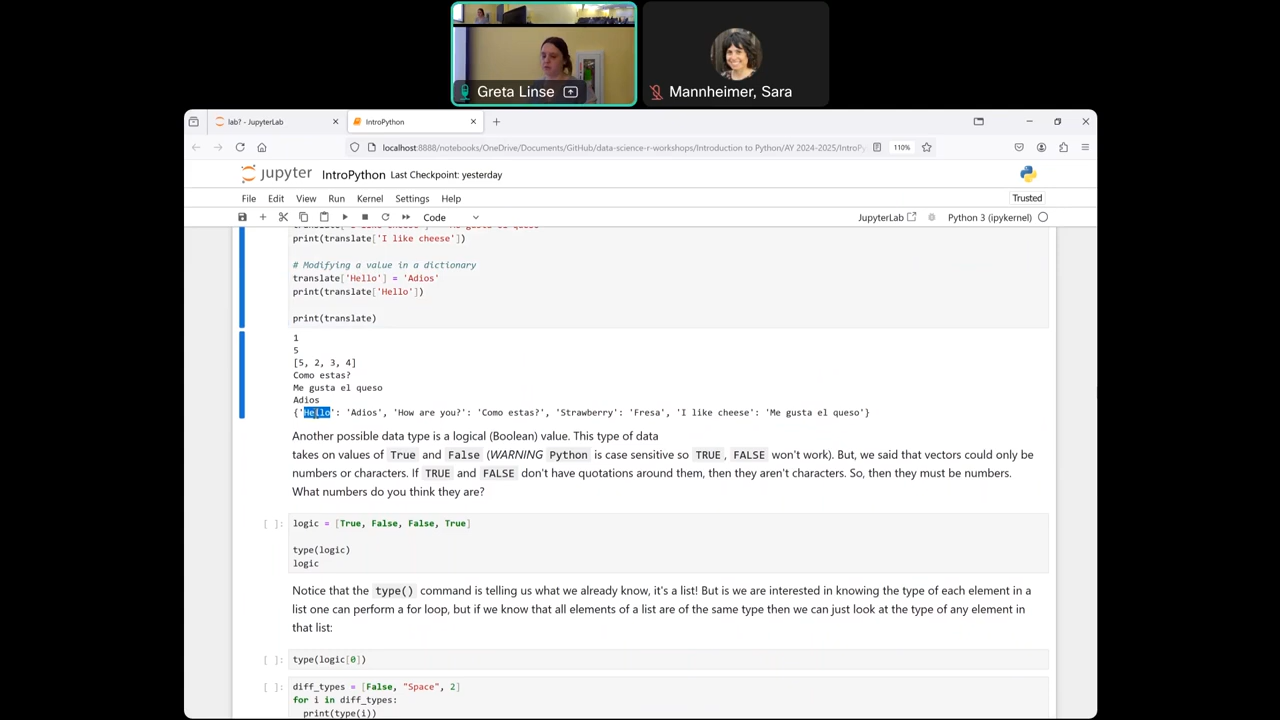 Greta Linse
Mannheimer, Sara
lab? - JupyterLab
IntroPython
localhost:8888/notebooks/OneDrive/Documents/GitHub/data-science-r-workshops/Introduction to Python/AY 2024-2025/IntroPy
110%
jupyter IntroPython Last Checkpoint: yesterday
File Edit View Run Kernel Settings Help
Trusted
Code
JupyterLab
Python 3 (ipykernel)
print(translate['I like cheese'])
# Modifying a value in a dictionary
translate['Hello'] = 'Adios'
print(translate['Hello'])
print(translate)
1
5
[5, 2, 3, 4]
Como estas?
Me gusta el queso
Adios
{'Hello': 'Adios', 'How are you?': 'Como estas?', 'Strawberry': 'Fresa', 'I like cheese': 'Me gusta el queso'}
Another possible data type is a logical (Boolean) value. This type of data
takes on values of True and False (WARNING Python is case sensitive so TRUE, FALSE won't work). But, we said that vectors could only be
numbers or characters. If TRUE and FALSE don't have quotations around them, then they aren't characters. So, then they must be numbers.
What numbers do you think they are?
[ ]: logic = [True, False, False, True]
type(logic)
logic
Notice that the type() command is telling us what we already know, it's a list! But is we are interested in knowing the type of each element in a
list one can perform a for loop, but if we know that all elements of a list are of the same type then we can just look at the type of any element in
that list:
[ ]: type(logic[0])
[ ]: diff_types = [False, "Space", 2]
for i in diff_types:
print(type(i))